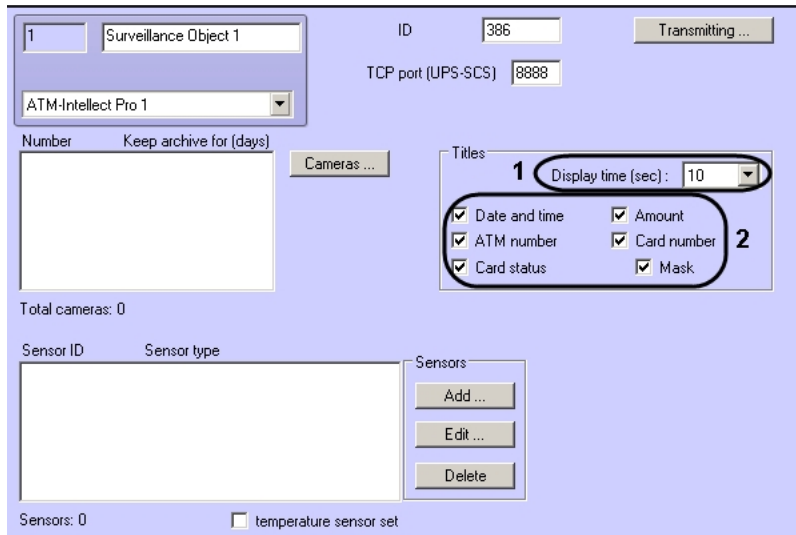 1 Surveillance Object 1 ID 386 Transmitting ...
TCP port (UPS-SCS) 8888
ATM-Intellect Pro 1
Number Keep archive for (days)
Cameras ...
Titles
1 Display time (sec) : 10
Date and time Amount
ATM number Card number 2
Card status Mask
Total cameras: 0
Sensor ID Sensor type
Sensors
Add ...
Edit ...
Delete
Sensors: 0 temperature sensor set